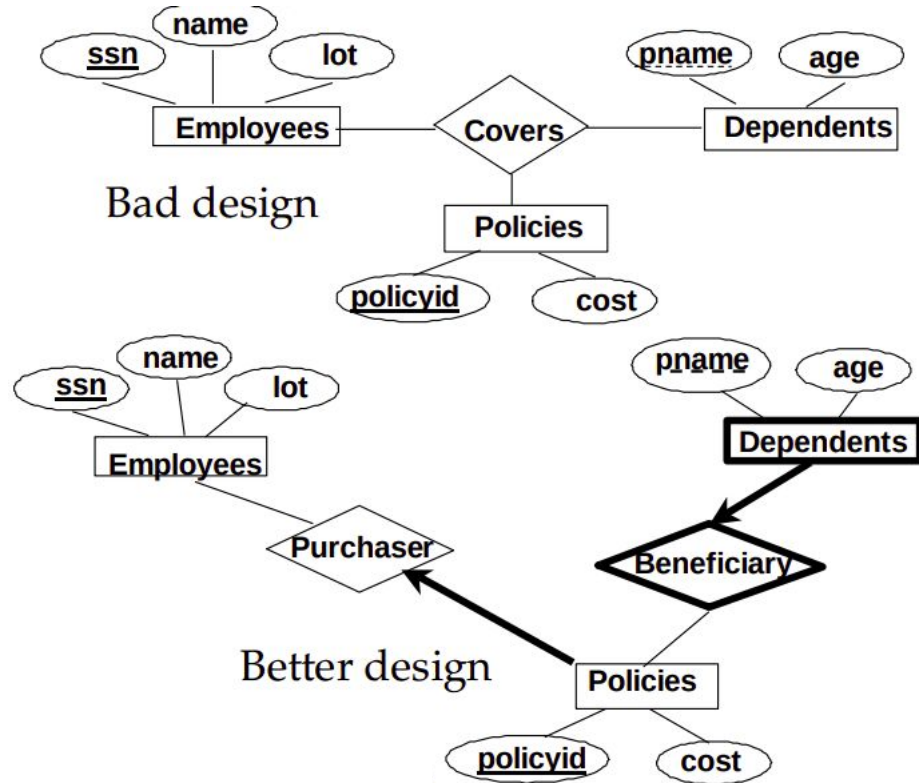 name
ssn
lot
Employees
Covers
pname
age
Dependents
Bad design
Policies
policyid
cost
name
ssn
lot
Employees
pname
age
Dependents
Purchaser
Beneficiary
Better design
Policies
policyid
cost